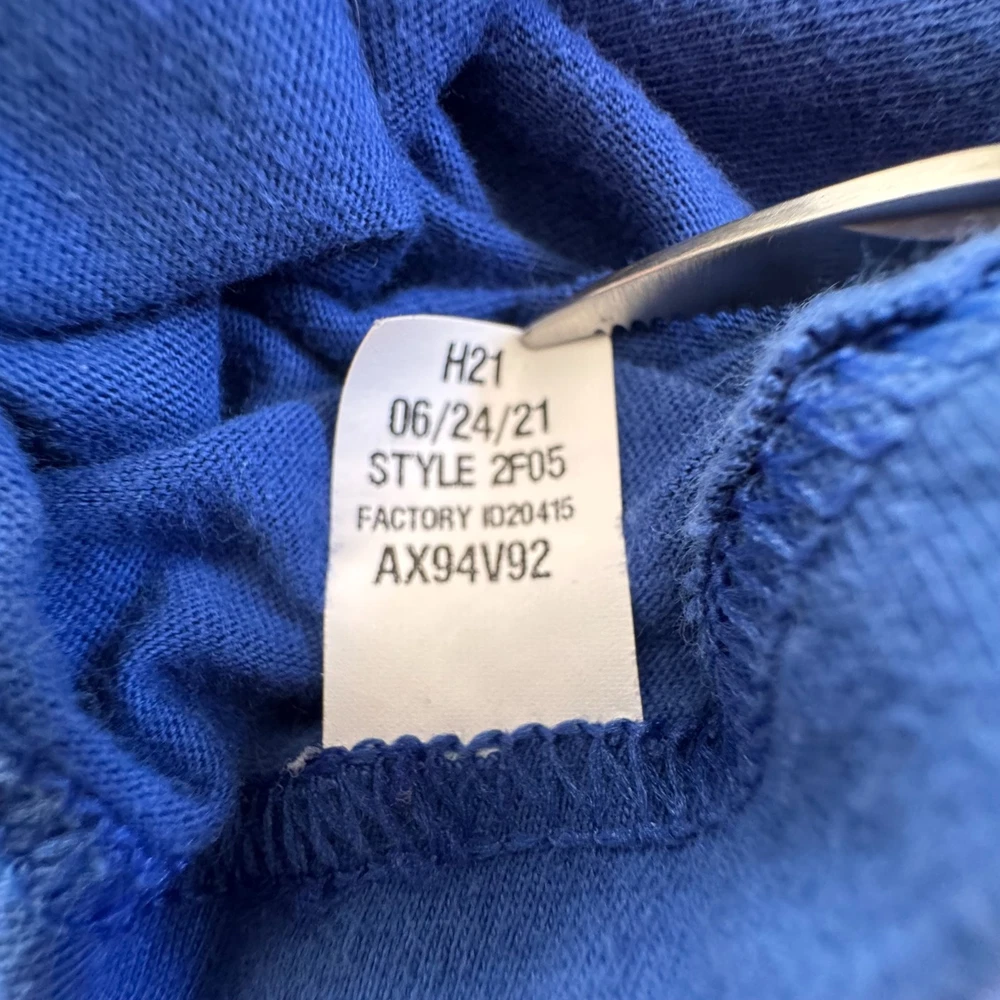 H21
06/24/21
STYLE 2F05
FACTORY ID20415
AX94V92